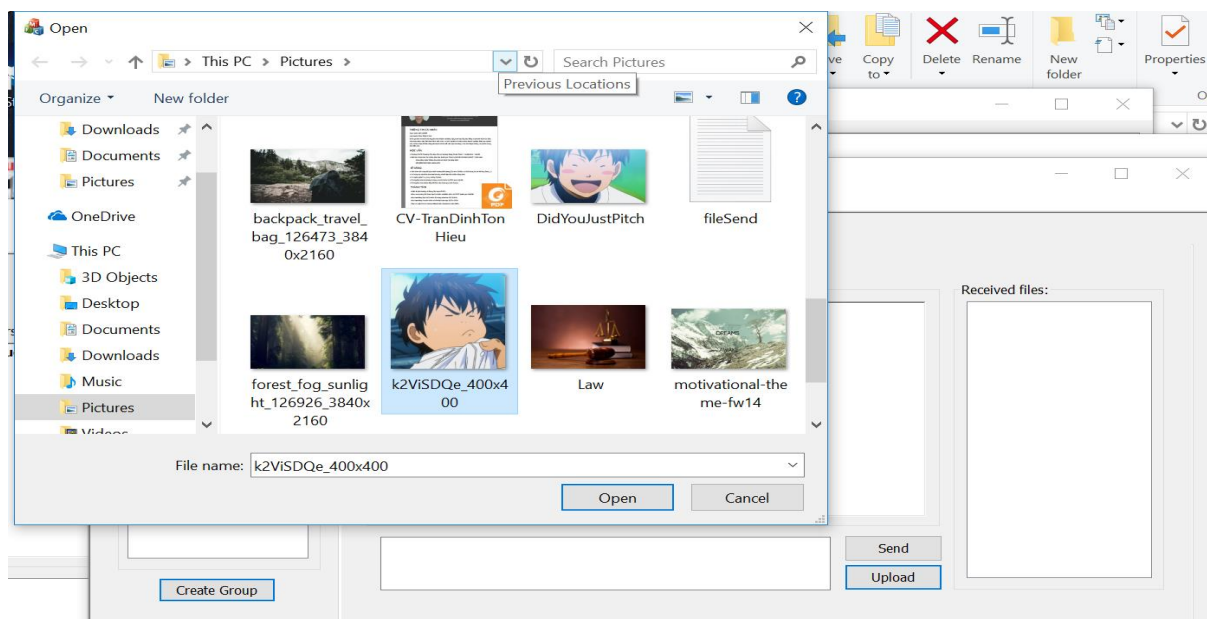 Open
This PC > Pictures >
Search Pictures
Previous Locations
Organize
New folder
Downloads
Documents
Pictures
OneDrive
This PC
3D Objects
Desktop
Documents
Downloads
Music
Pictures
Videos
backpack_travel_
bag_126473_384
0x2160
CV-TranDinhTon
Hieu
DidYouJustPitch
fileSend
forest_fog_sunlig
ht_126926_3840x
2160
k2ViSDQe_400x4
00
Law
motivational-the
me-fw14
DREAMS
File name:
k2ViSDQe_400x400
Open
Cancel
Copy
to
Delete
Rename
New
folder
Properties
Received files:
Send
Upload
Create Group